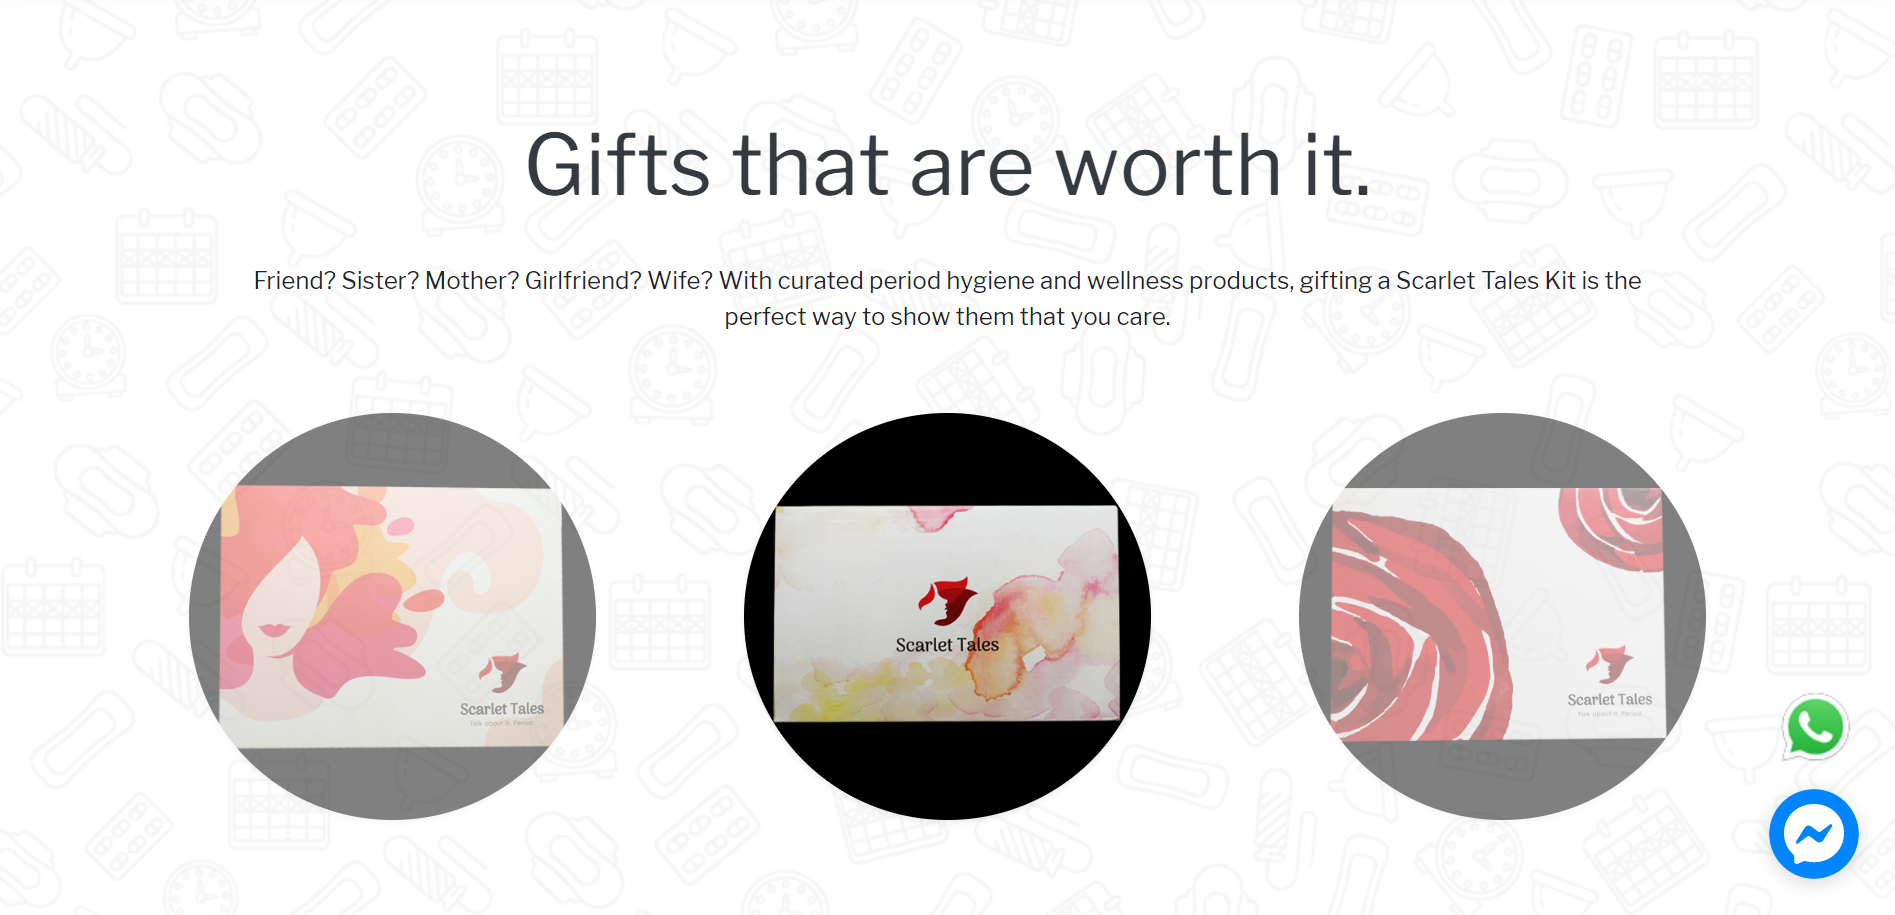 Gifts that are worth it.
Friend? Sister? Mother? Girlfriend? Wife? With curated period hygiene and wellness products, gifting a Scarlet Tales Kit is the
perfect way to show them that you care.
Scarlet Tales
Talk about it. Period.
Scarlet Tales
Scarlet Tales
Talk about it. Period.